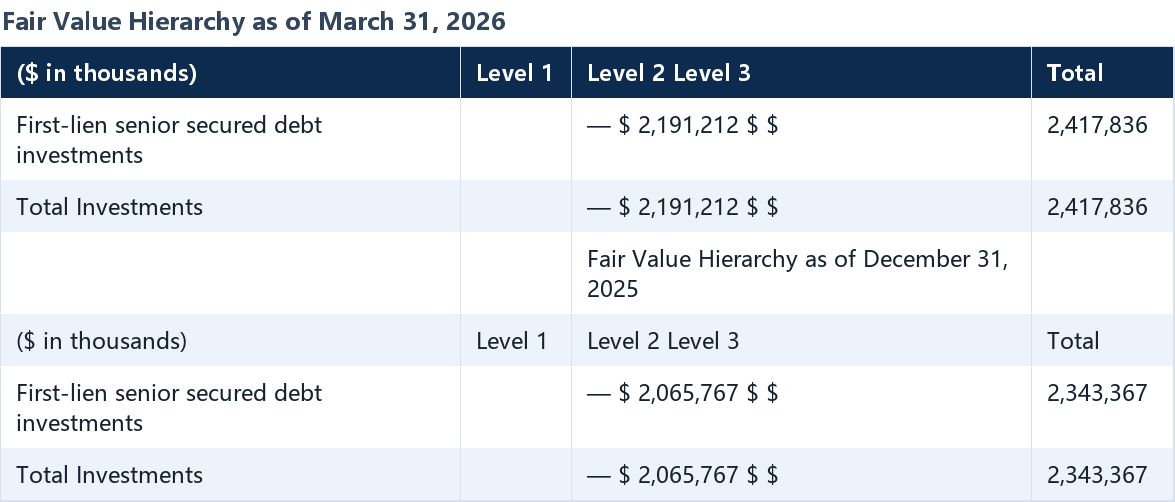 Fair Value Hierarchy as of March 31, 2026
($ in thousands) Level 1 Level 2 Level 3 Total
First-lien senior secured debt — $ 2,191,212 $ $ 2,417,836
investments
Total Investments — $ 2,191,212 $ $ 2,417,836
Fair Value Hierarchy as of December 31,
2025
($ in thousands) Level 1 Level 2 Level 3 Total
First-lien senior secured debt — $ 2,065,767 $ $ 2,343,367
investments
Total Investments — $ 2,065,767 $ $ 2,343,367